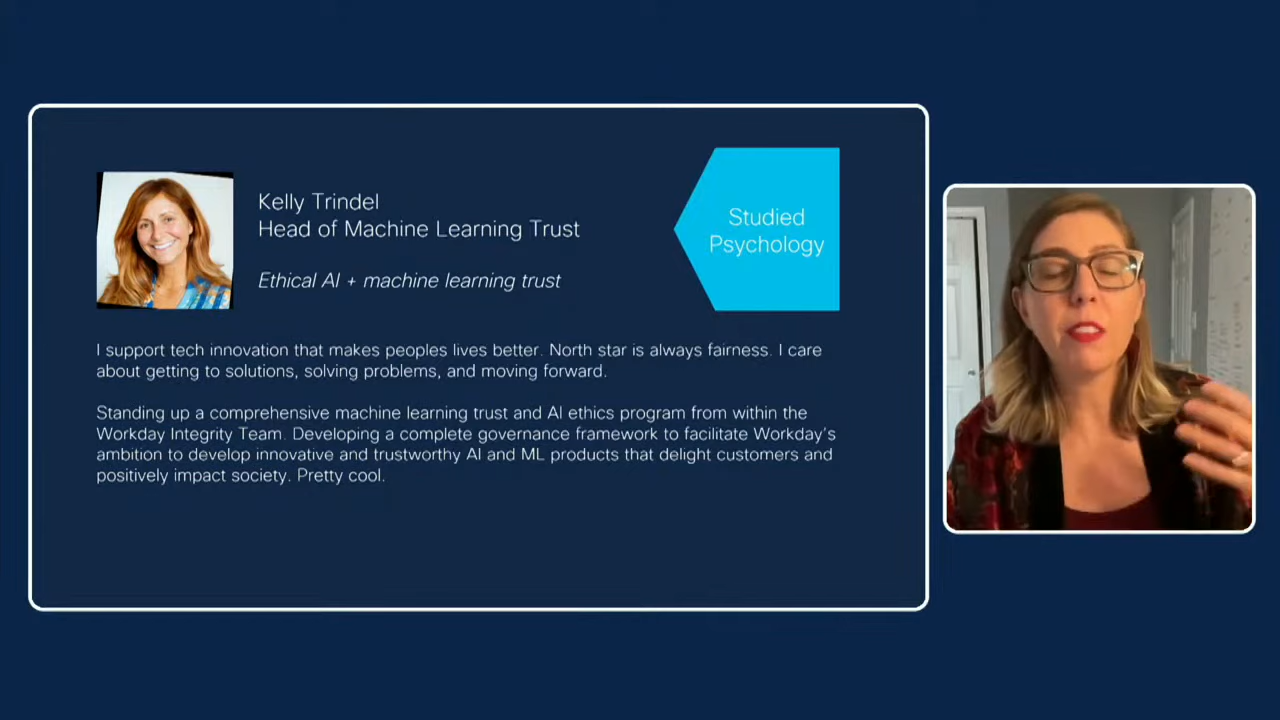 Kelly Trindel
Head of Machine Learning Trust
Ethical AI + machine learning trust
Studied
Psychology
I support tech innovation that makes peoples lives better. North star is always fairness. I care
about getting to solutions, solving problems, and moving forward.
Standing up a comprehensive machine learning trust and AI ethics program from within the
Workday Integrity Team. Developing a complete governance framework to facilitate Workday's
ambition to develop innovative and trustworthy AI and ML products that delight customers and
positively impact society. Pretty cool.